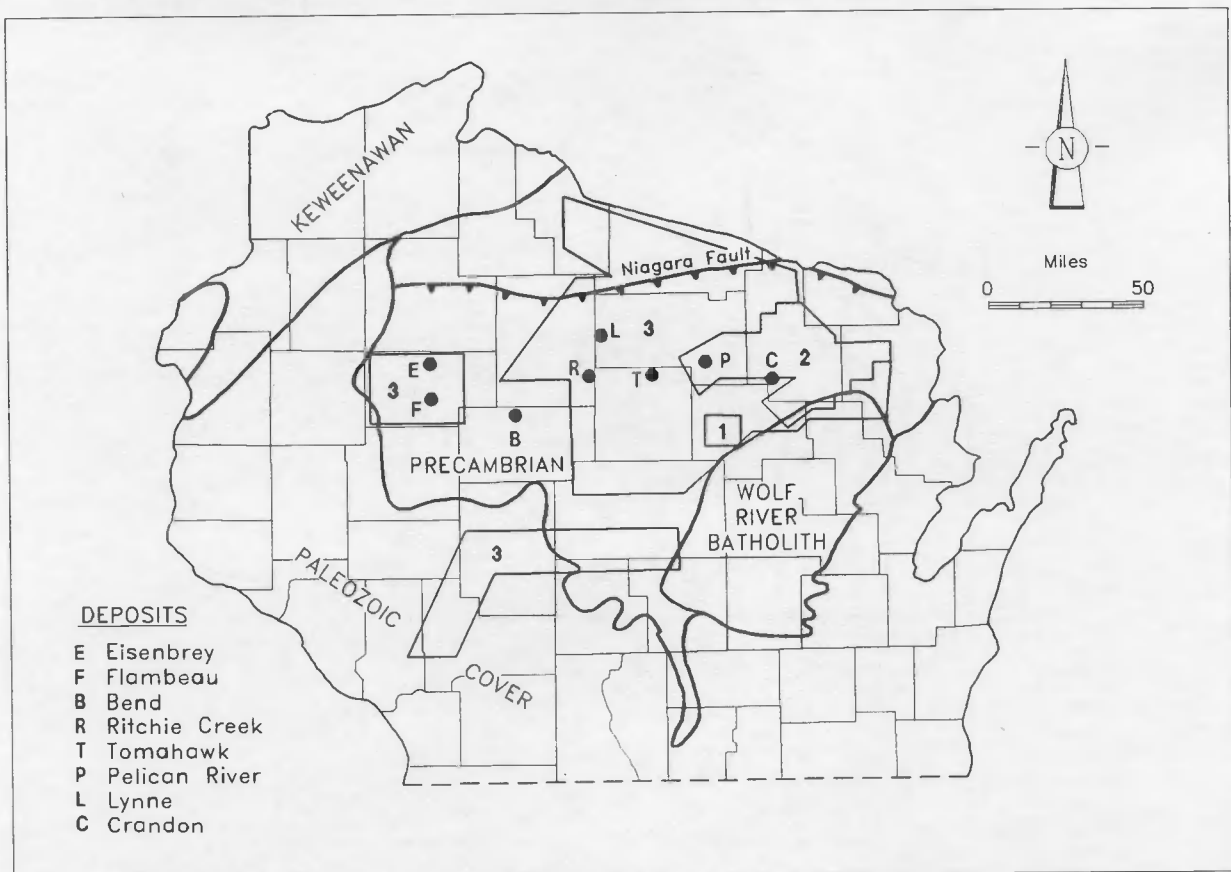 KEWEENAWAN
N
Miles
0 50
Niagara Fault
L 3
P C 2
E
R T
3
F
B
1
PRECAMBRIAN
WOLF
RIVER
BATHOLITH
3
PALEOZOIC
COVER
DEPOSITS
E Eisenbrey
F Flambeau
B Bend
R Ritchie Creek
T Tomahawk
P Pelican River
L Lynne
C Crandon